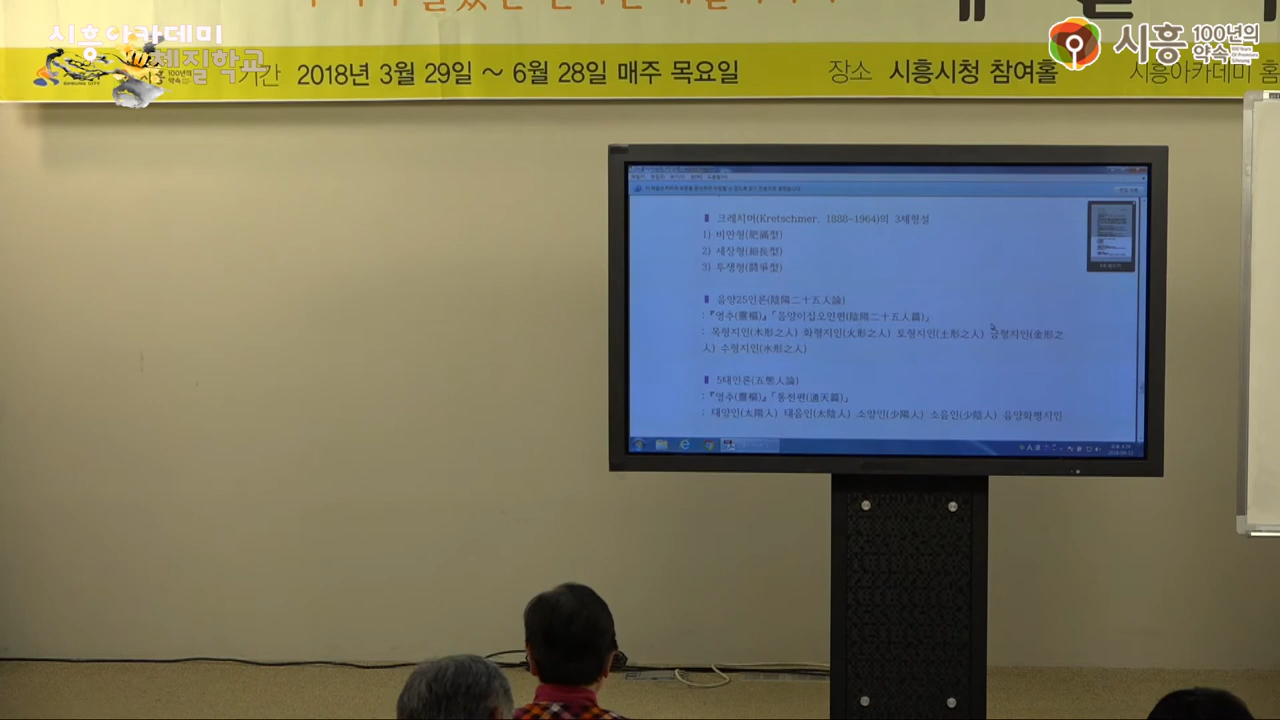 시흥아카데미
체질학교
시흥 100년의 약속
기간 2018년 3월 29일 ~ 6월 28일 매주 목요일 장소 시흥시청 참여홀 시흥아카데미 홈
크레치머(Kretschmer, 1888-1964)의 3체형설
1) 비만형(肥滿型)
2) 세장형(細長型)
3) 투쟁형(鬪爭型)
음양25인론(陰陽二十五人論)
: 『영추(靈樞)』「음양이십오인편(陰陽二十五人篇)」
: 목형지인(木形之人) 화형지인(火形之人) 토형지인(土形之人) 금형지인(金形之
人) 수형지인(水形之人)
5태인론(五態人論)
: 『영추(靈樞)』「통천편(通天篇)」
: 태양인(太陽人) 태음인(太陰人) 소양인(少陽人) 소음인(少陰人) 음양화평지인